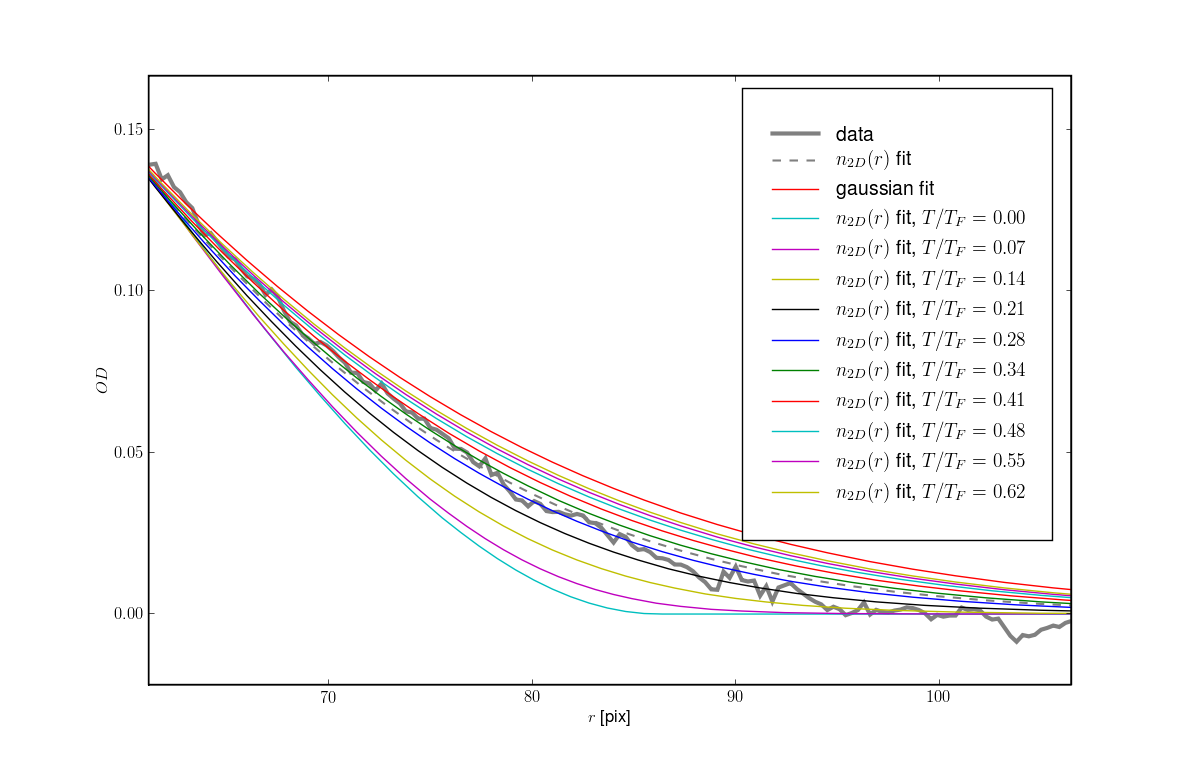 0.15
0.10
0.05
0.00
OD
70
80
90
100
r [pix]
data
n_{2D}(r) fit
gaussian fit
n_{2D}(r) fit, T/T_F = 0.00
n_{2D}(r) fit, T/T_F = 0.07
n_{2D}(r) fit, T/T_F = 0.14
n_{2D}(r) fit, T/T_F = 0.21
n_{2D}(r) fit, T/T_F = 0.28
n_{2D}(r) fit, T/T_F = 0.34
n_{2D}(r) fit, T/T_F = 0.41
n_{2D}(r) fit, T/T_F = 0.48
n_{2D}(r) fit, T/T_F = 0.55
n_{2D}(r) fit, T/T_F = 0.62